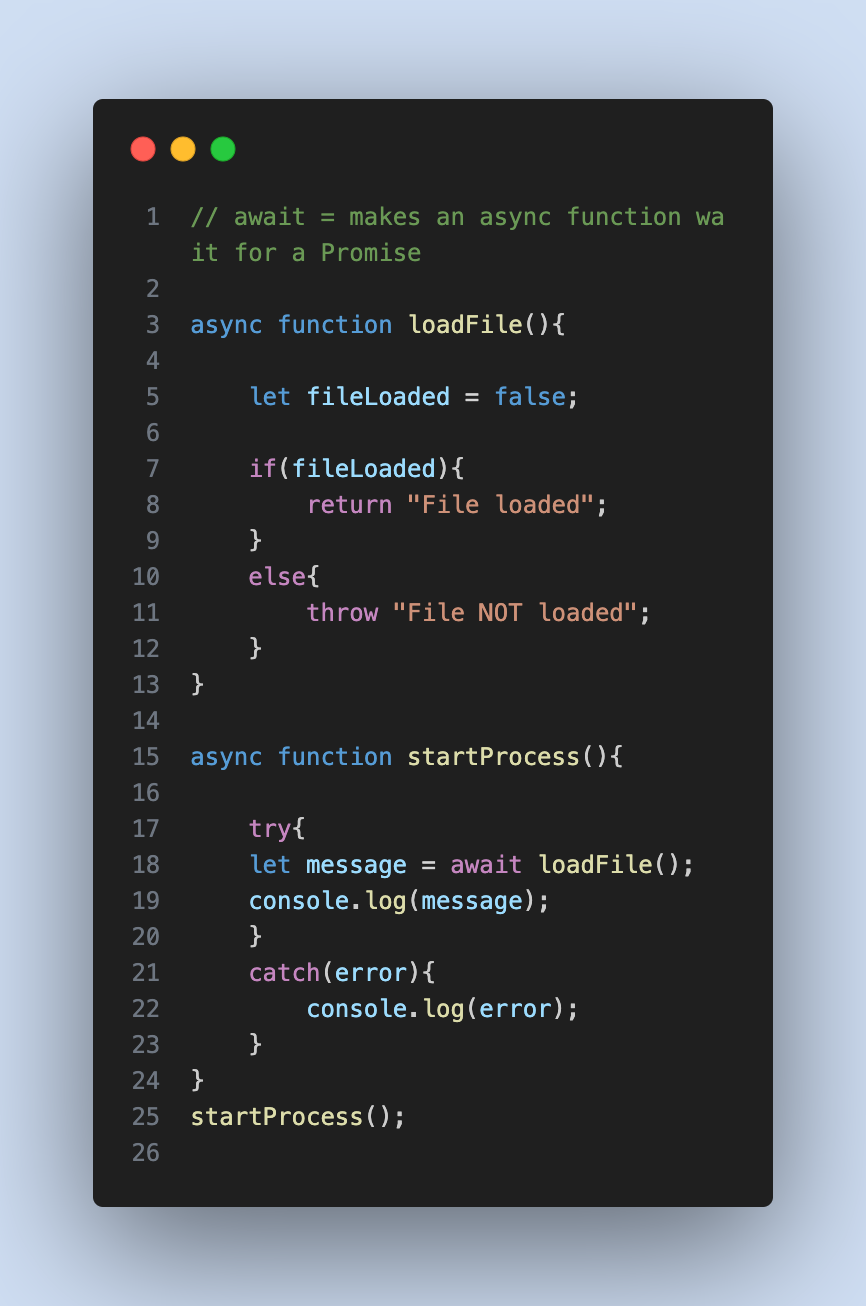 1 // await = makes an async function wa
it for a Promise
2
3 async function loadFile(){
4
5     let fileLoaded = false;
6
7     if(fileLoaded){
8         return "File loaded";
9     }
10     else{
11         throw "File NOT loaded";
12     }
13 }
14
15 async function startProcess(){
16
17     try{
18     let message = await loadFile();
19     console.log(message);
20     }
21     catch(error){
22         console.log(error);
23     }
24 }
25 startProcess();
26